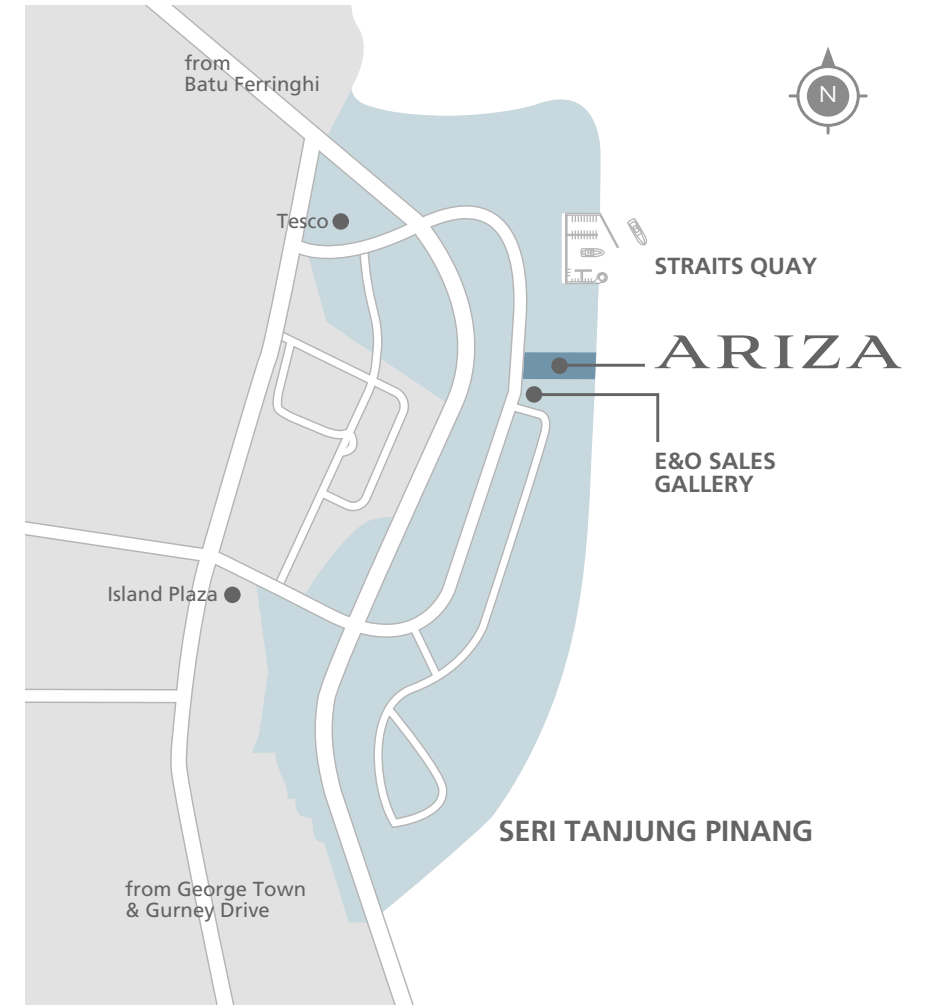 from
Batu Ferringhi
N
Tesco
STRAITS QUAY
ARIZA
E&O SALES
GALLERY
Island Plaza
SERI TANJUNG PINANG
from George Town
& Gurney Drive